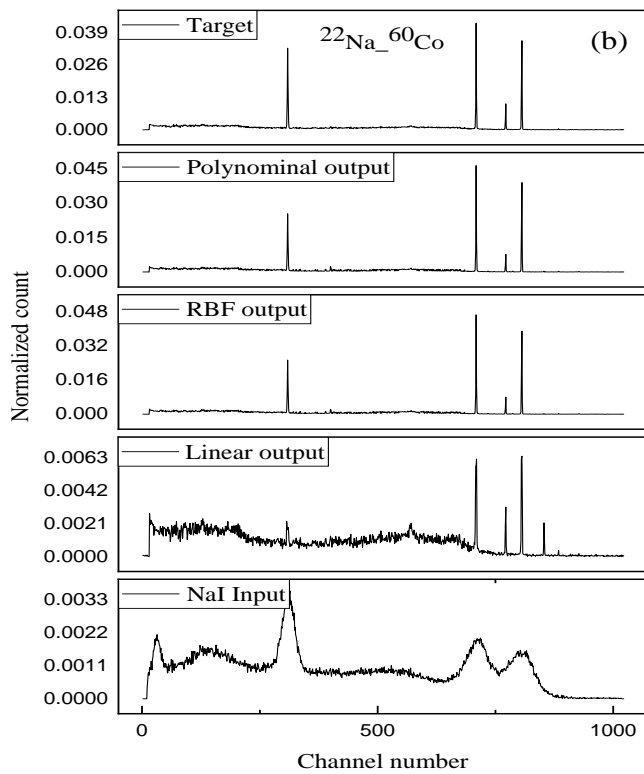 Target
²²Na_⁶⁰Co
(b)
0.039
0.026
0.013
0.000
Polynominal output
0.045
0.030
0.015
0.000
RBF output
0.048
0.032
0.016
0.000
Linear output
0.0063
0.0042
0.0021
0.0000
NaI Input
0.0033
0.0022
0.0011
0.0000
Normalized count
0
500
1000
Channel number